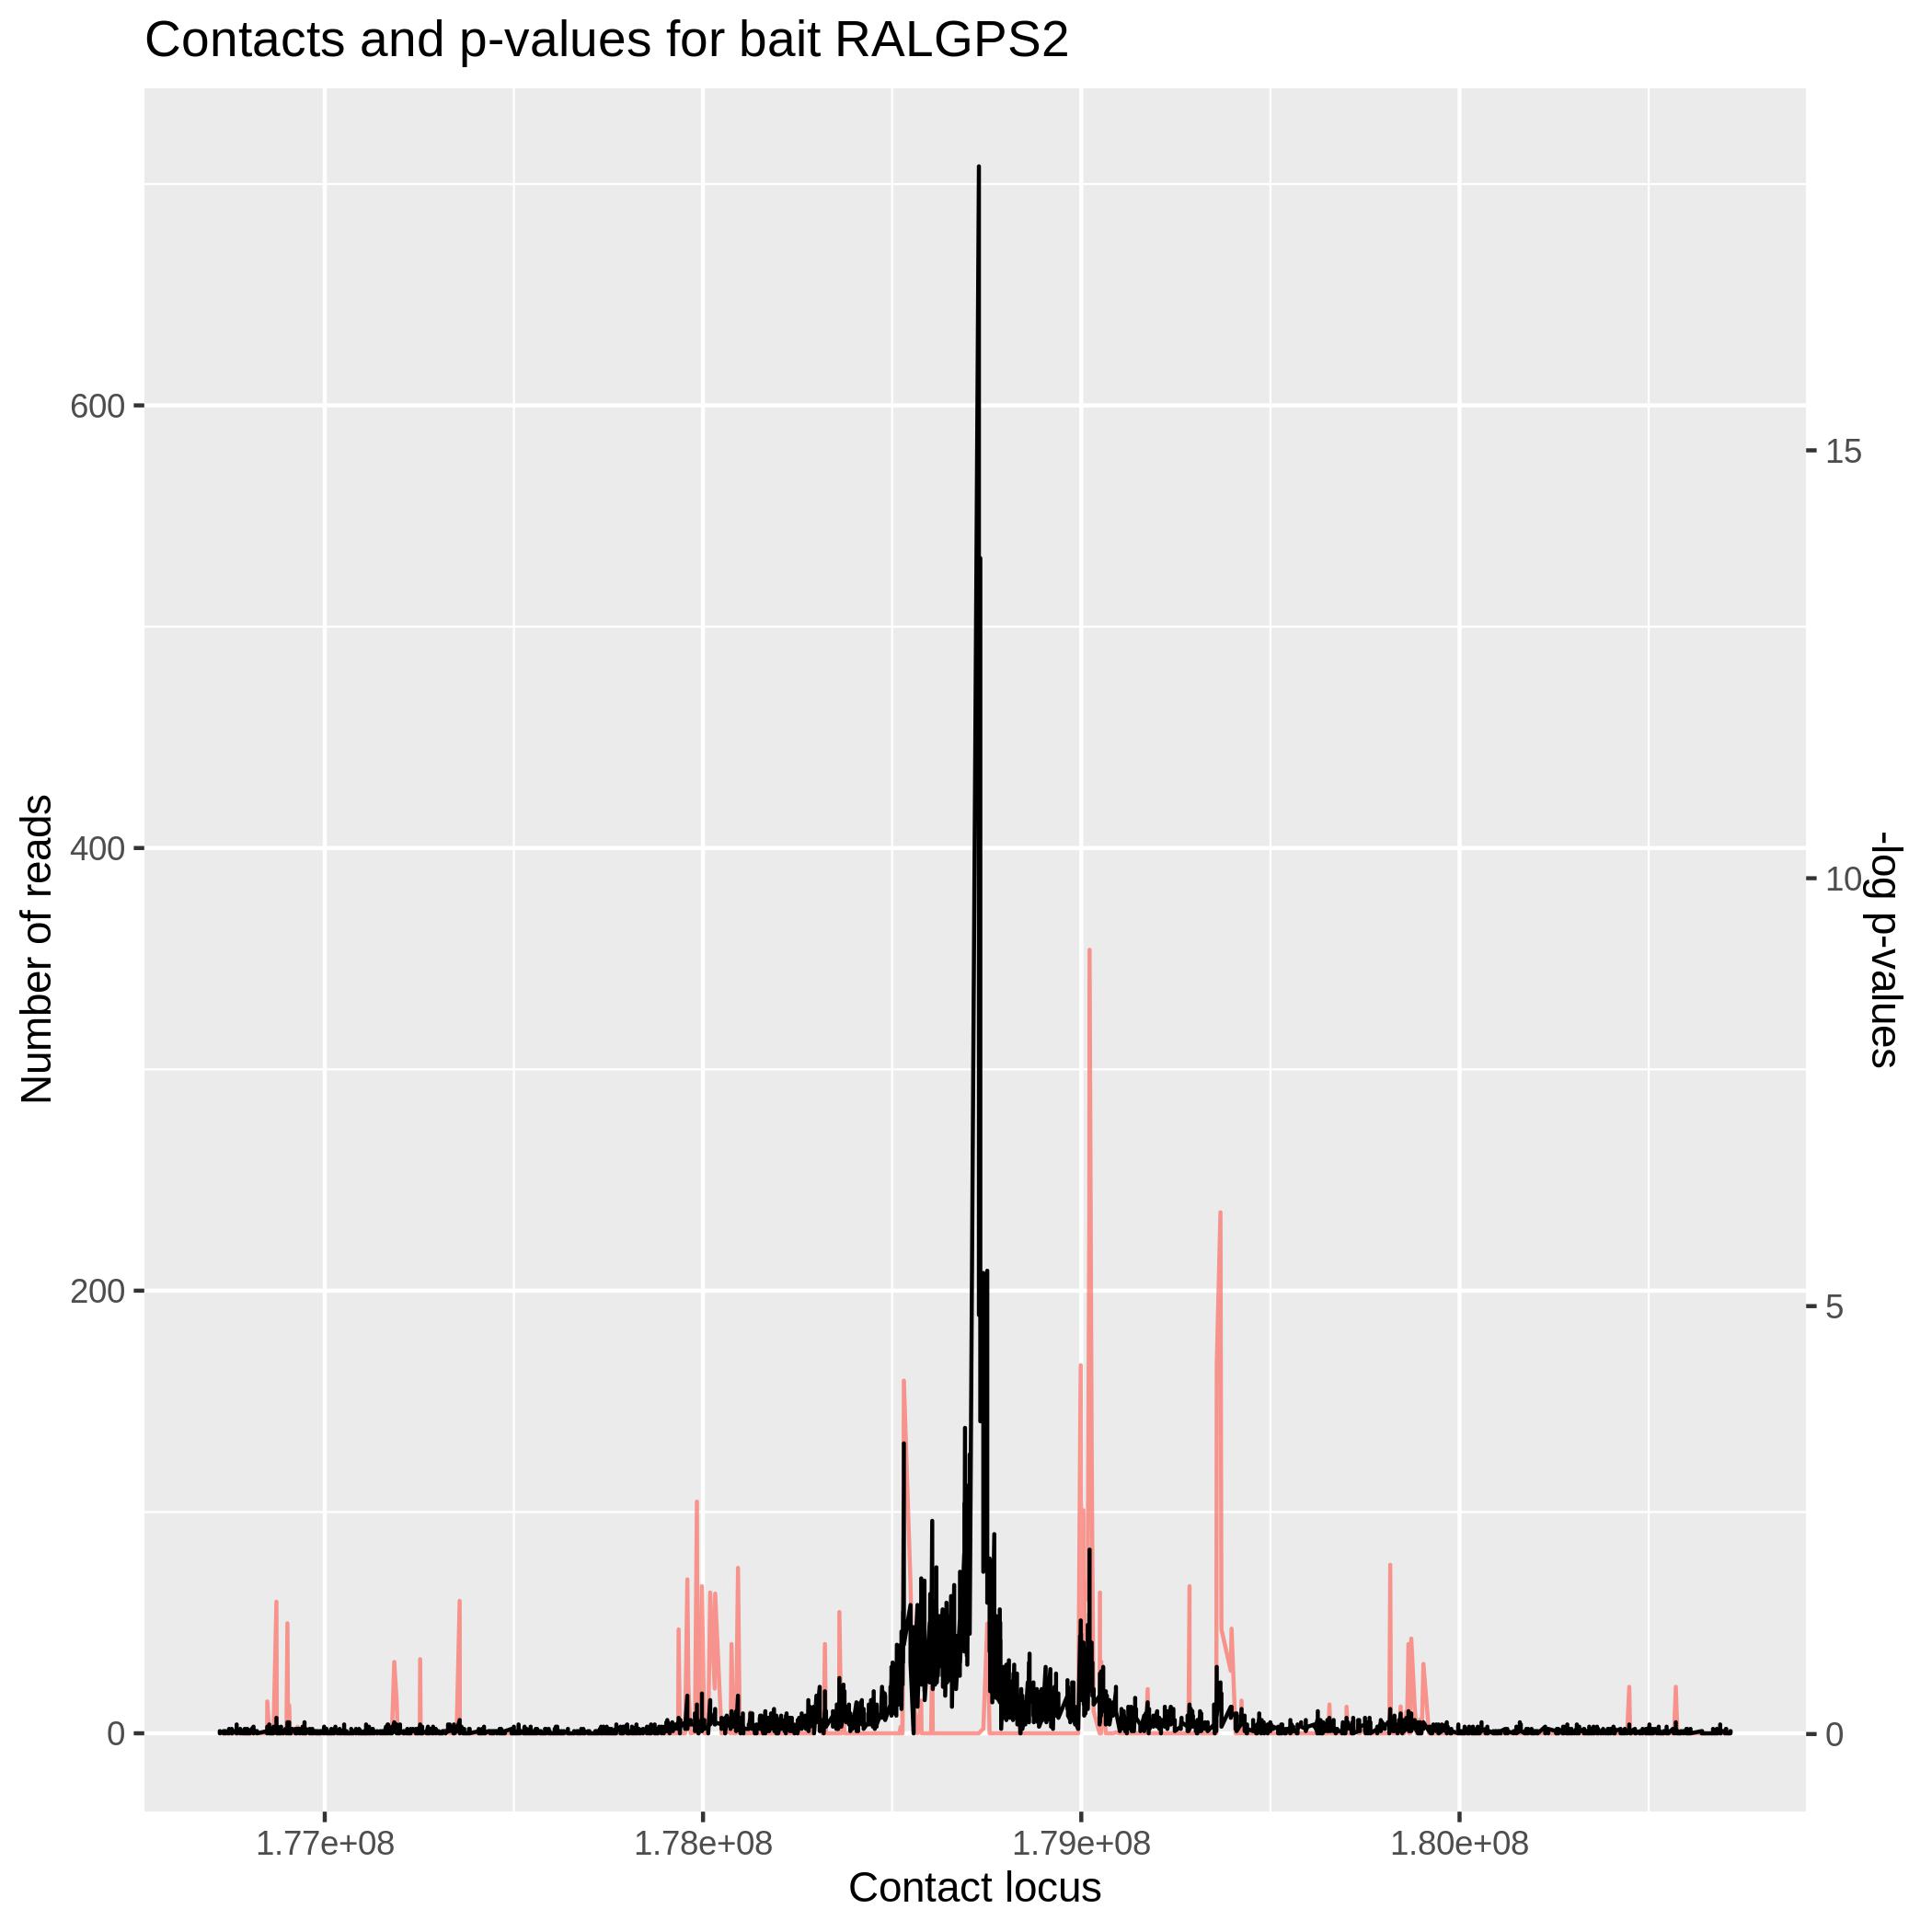 Contacts and p-values for bait RALGPS2
Number of reads
600
400
200
0
15
10
5
0
-log p-values
1.77e+08 1.78e+08 1.79e+08 1.80e+08
Contact locus